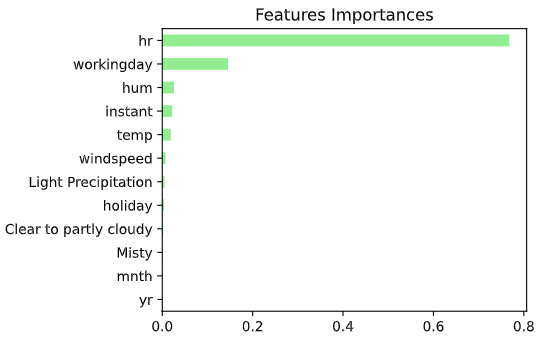 Features Importances
hr
workingday
hum
instant
temp
windspeed
Light Precipitation
holiday
Clear to partly cloudy
Misty
mnth
yr
0.0 0.2 0.4 0.6 0.8